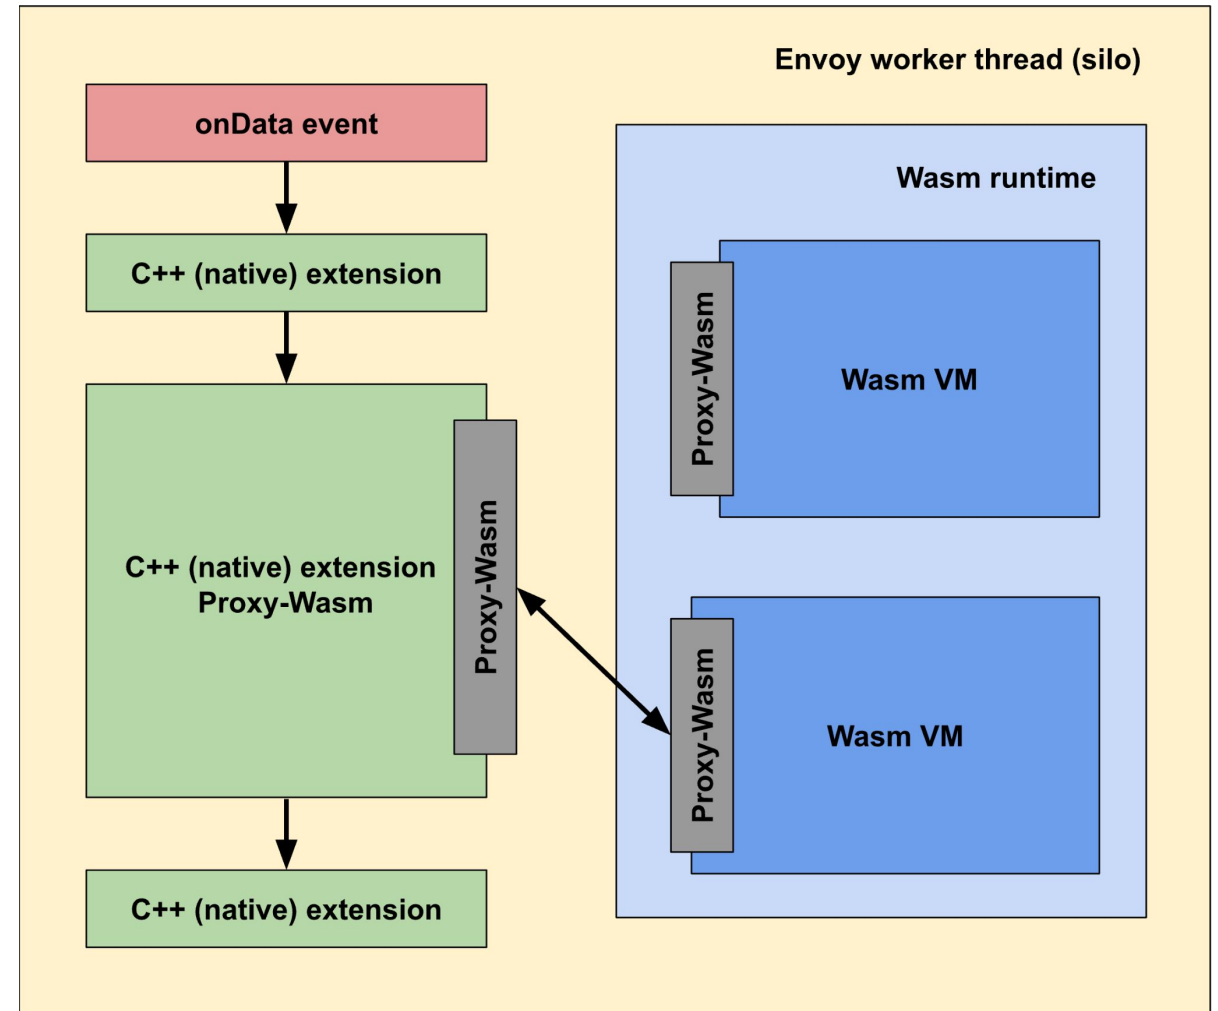 Envoy worker thread (silo)
onData event
C++ (native) extension
C++ (native) extension
Proxy-Wasm
Proxy-Wasm
C++ (native) extension
Wasm runtime
Proxy-Wasm
Wasm VM
Proxy-Wasm
Wasm VM